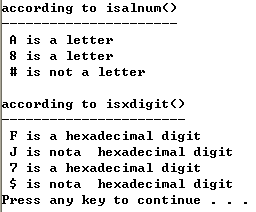 according to isalnum()
----------------------
A is a letter
8 is a letter
# is not a letter
according to isxdigit()
-----------------------
F is a hexadecimal digit
J is nota  hexadecimal digit
7 is a hexadecimal digit
$ is nota  hexadecimal digit
Press any key to continue . . .